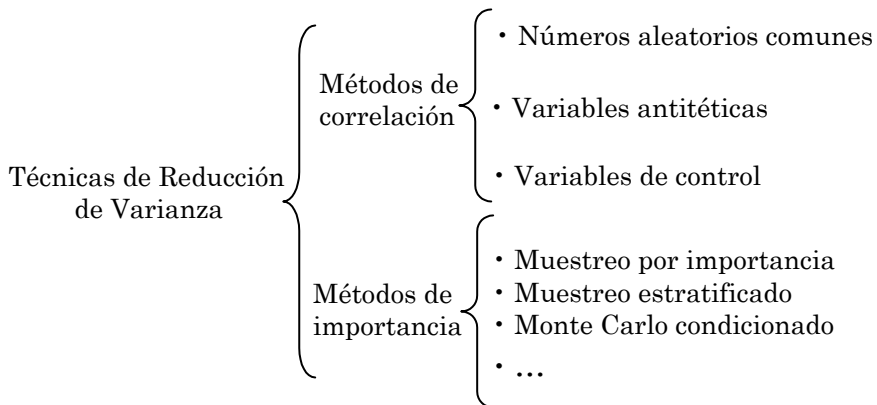 Técnicas de Reducción
de Varianza
Métodos de
correlación
· Números aleatorios comunes
· Variables antitéticas
· Variables de control
Métodos de
importancia
· Muestreo por importancia
· Muestreo estratificado
· Monte Carlo condicionado
· ...